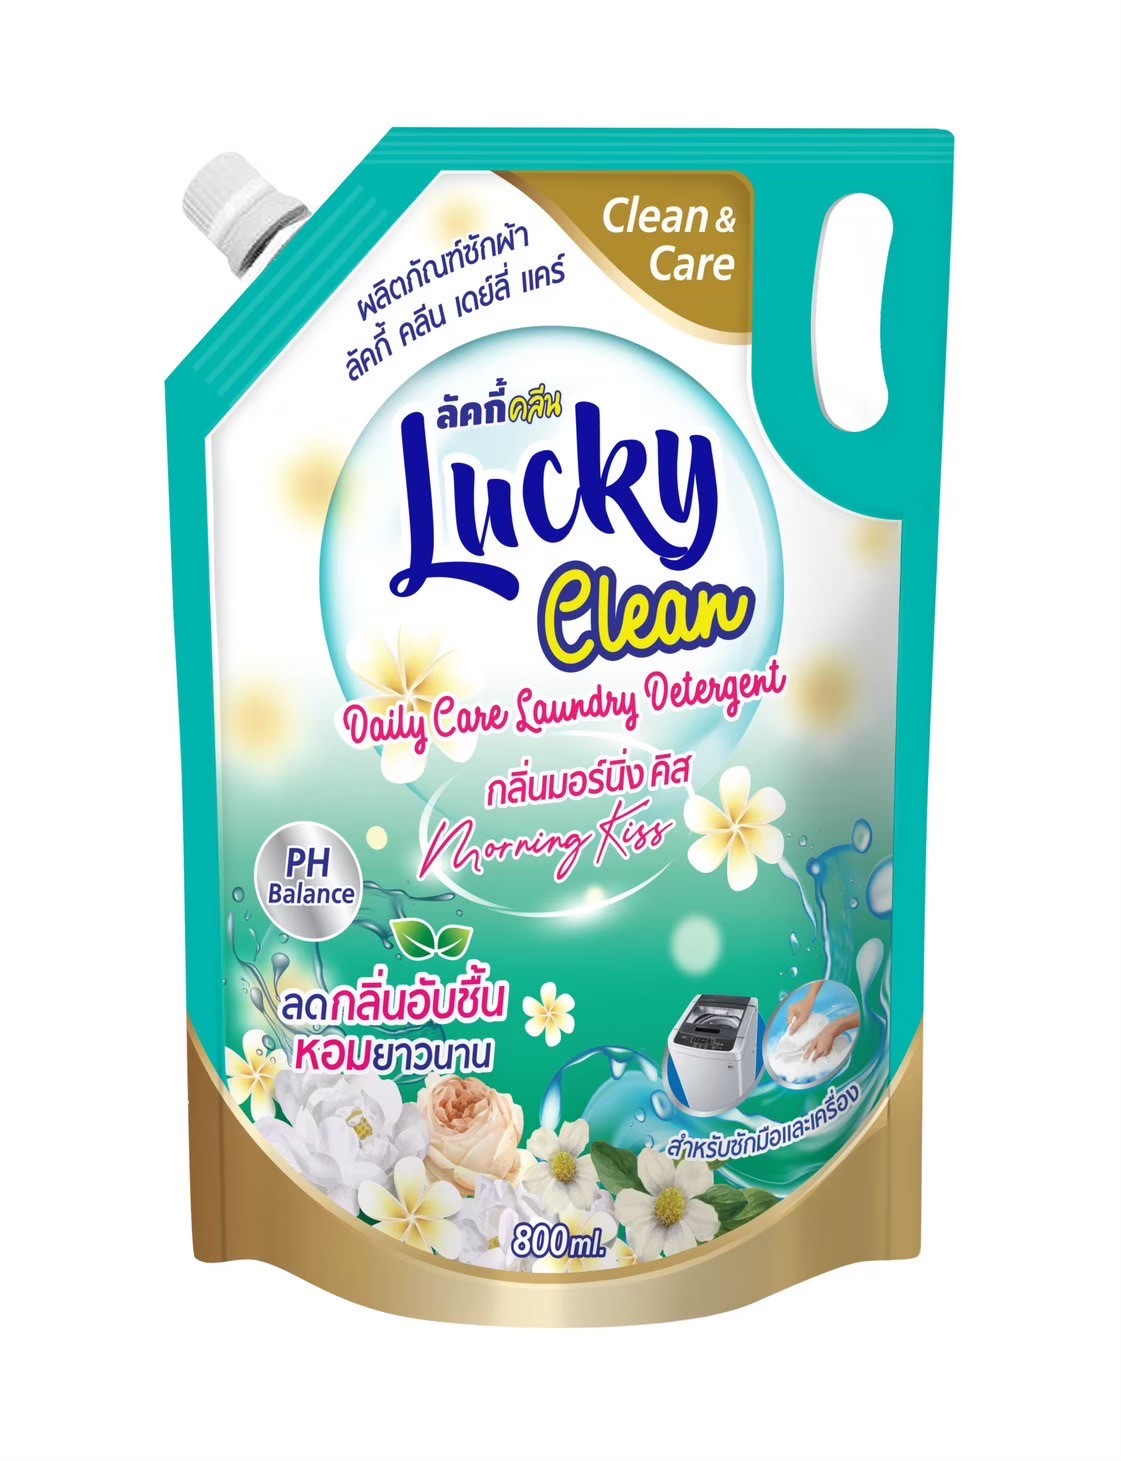 Clean &
Care
ผลิตภัณฑ์ซักผ้า
ลัคกี้ คลีน เดย์ลี่ แคร์
ลัคกี้คลีน
Lucky
Clean
Daily Care Laundry Detergent
กลิ่นมอร์นิ่ง คิส
Morning Kiss
PH
Balance
ลดกลิ่นอับชื้น
หอมยาวนาน
สำหรับซักมือและเครื่อง
800ml.